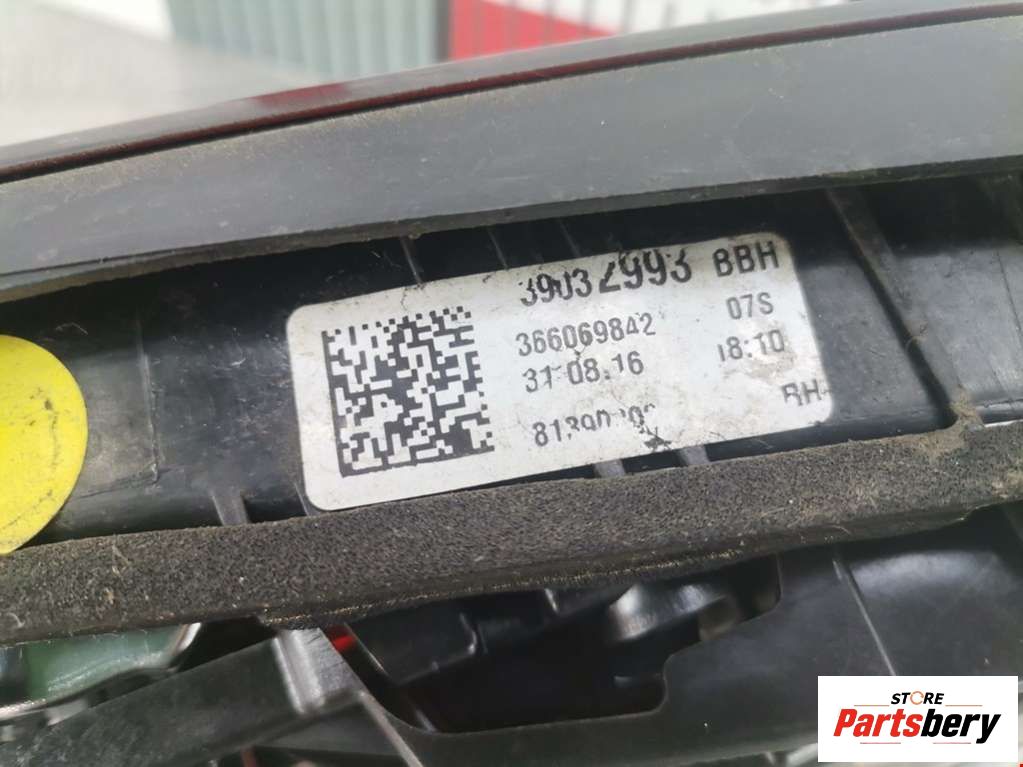 39032993 BBH
366069842 07S
31 08.16 18:10
RH
STORE
Partsbery